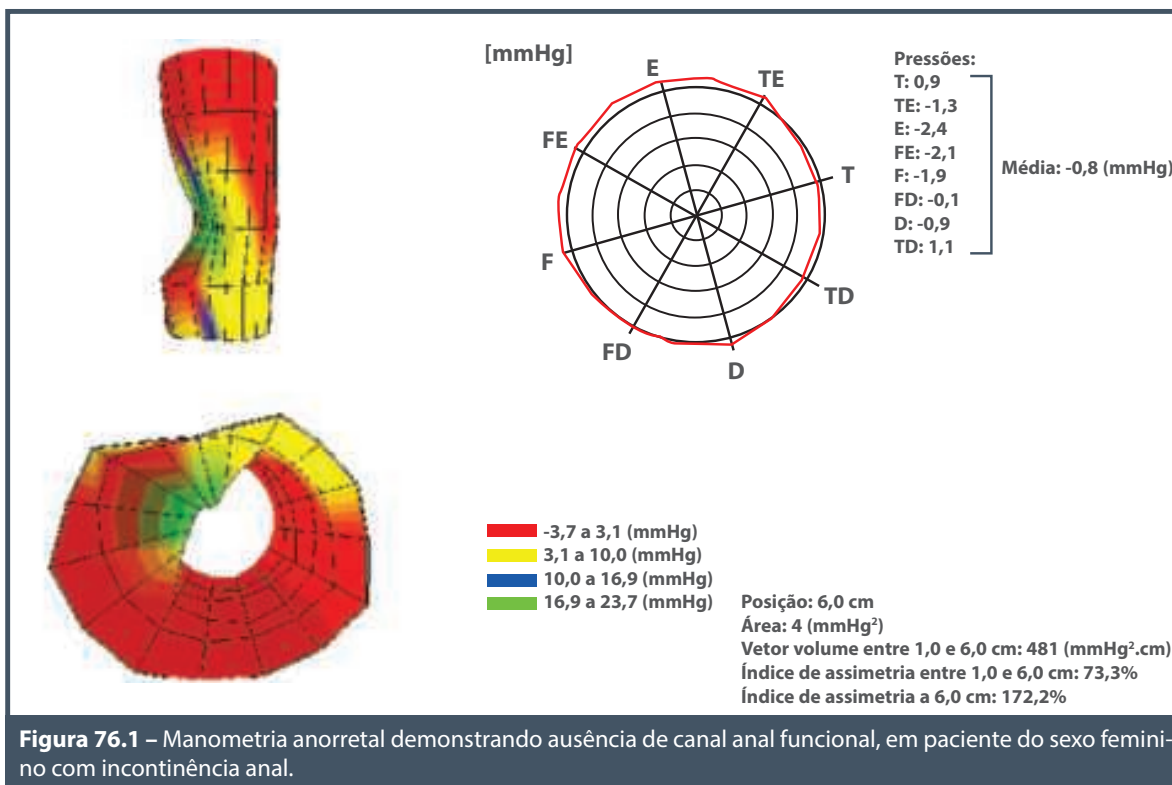 [mmHg]
E
TE
FE
T
F
TD
FD
D
Pressões:
T: 0,9
TE: -1,3
E: -2,4
FE: -2,1
F: -1,9
FD: -0,1
D: -0,9
TD: 1,1
Média: -0,8 (mmHg)
-3,7 a 3,1 (mmHg)
3,1 a 10,0 (mmHg)
10,0 a 16,9 (mmHg)
16,9 a 23,7 (mmHg)
Posição: 6,0 cm
Área: 4 (mmHg²)
Vetor volume entre 1,0 e 6,0 cm: 481 (mmHg².cm)
Índice de assimetria entre 1,0 e 6,0 cm: 73,3%
Índice de assimetria a 6,0 cm: 172,2%
Figura 76.1 – Manometria anorretal demonstrando ausência de canal anal funcional, em paciente do sexo femini-
no com incontinência anal.